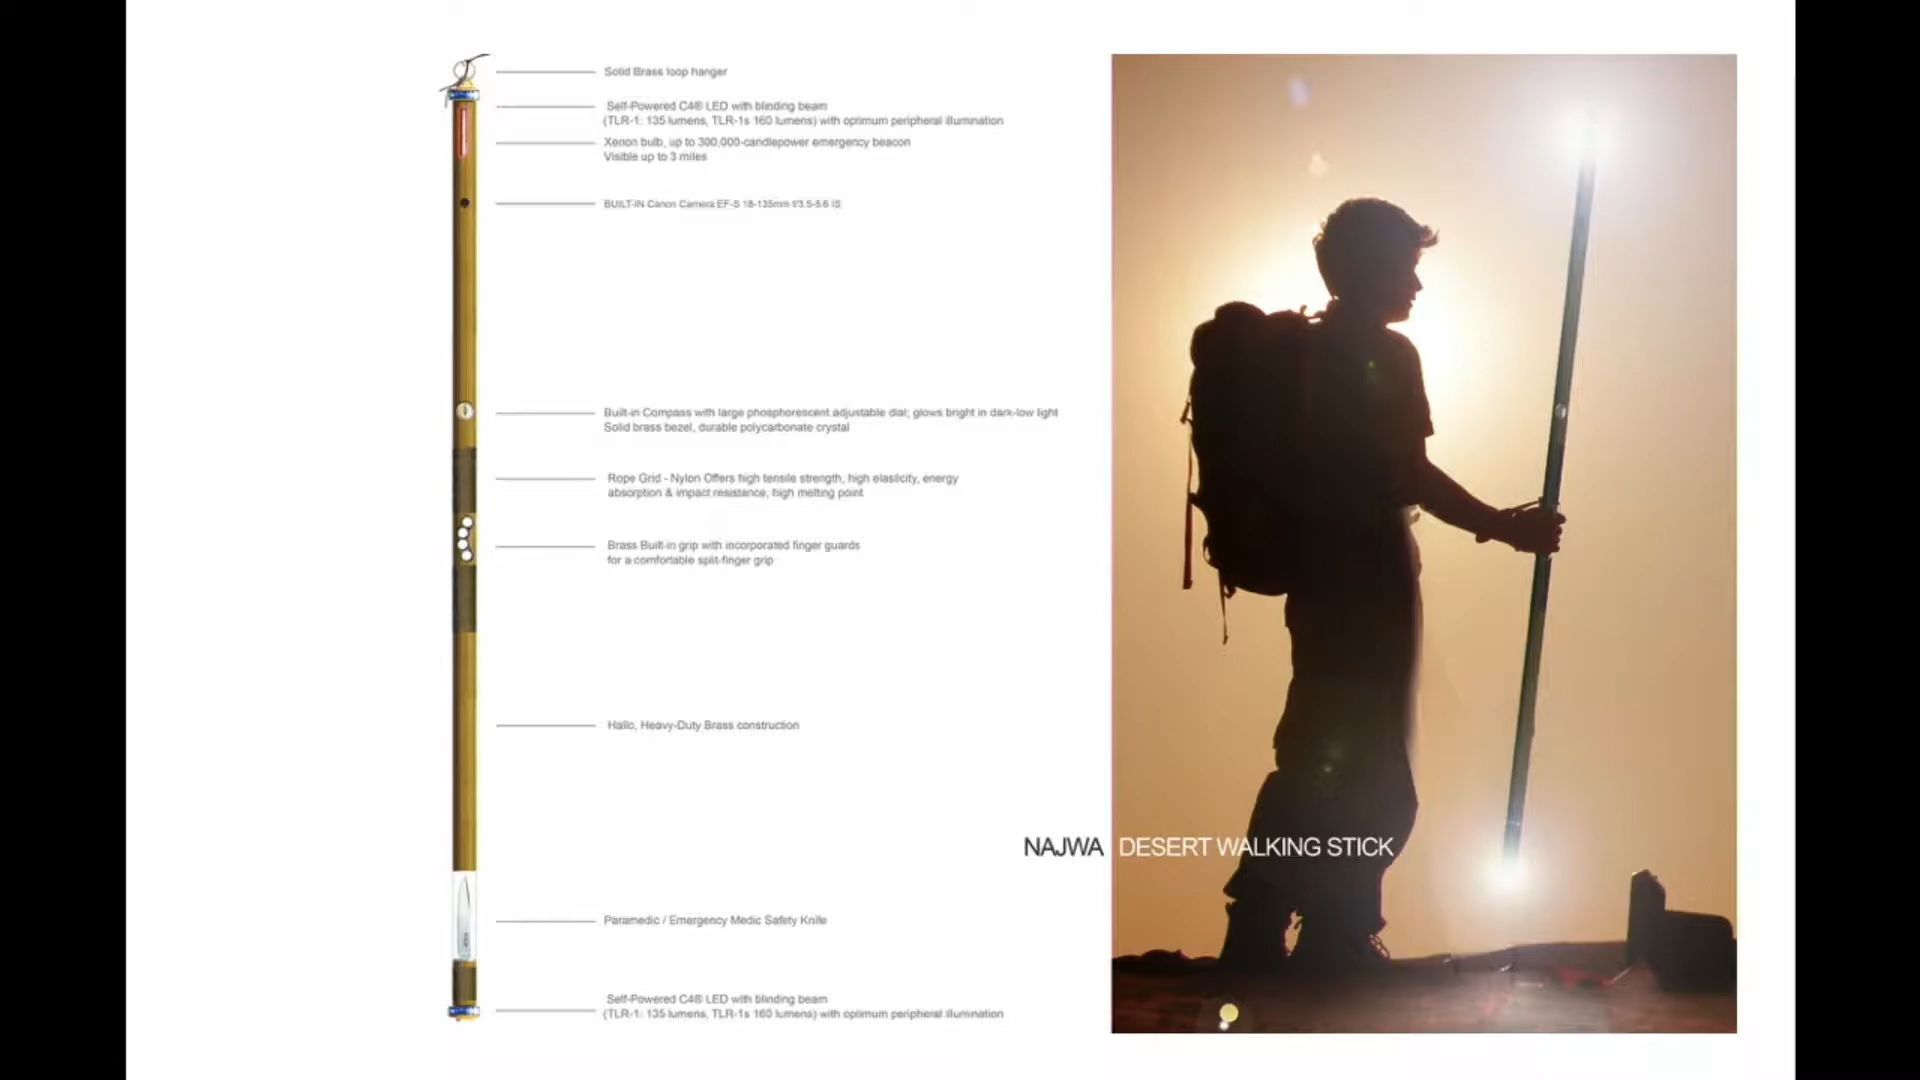 Solid Brass loop hanger
Self-Powered C4® LED with blinding beam
(TLR-1: 135 lumens, TLR-1s 160 lumens) with optimum peripheral illumination
Xenon bulb, up to 300,000-candlepower emergency beacon
Visible up to 3 miles
BUILT-IN Canon Camera EF-S 18-135mm f/3.5-5.6 IS
Built-in Compass with large phosphorescent adjustable dial; glows bright in dark-low light
Solid brass bezel, durable polycarbonate crystal
Rope Grid - Nylon Offers high tensile strength, high elasticity, energy
absorption & impact resistance, high melting point
Brass Built-in grip with incorporated finger guards
for a comfortable split-finger grip
Hallo, Heavy-Duty Brass construction
NAJWA DESERT WALKING STICK
Paramedic / Emergency Medic Safety Knife
Self-Powered C4® LED with blinding beam
(TLR-1: 135 lumens, TLR-1s 160 lumens) with optimum peripheral illumination